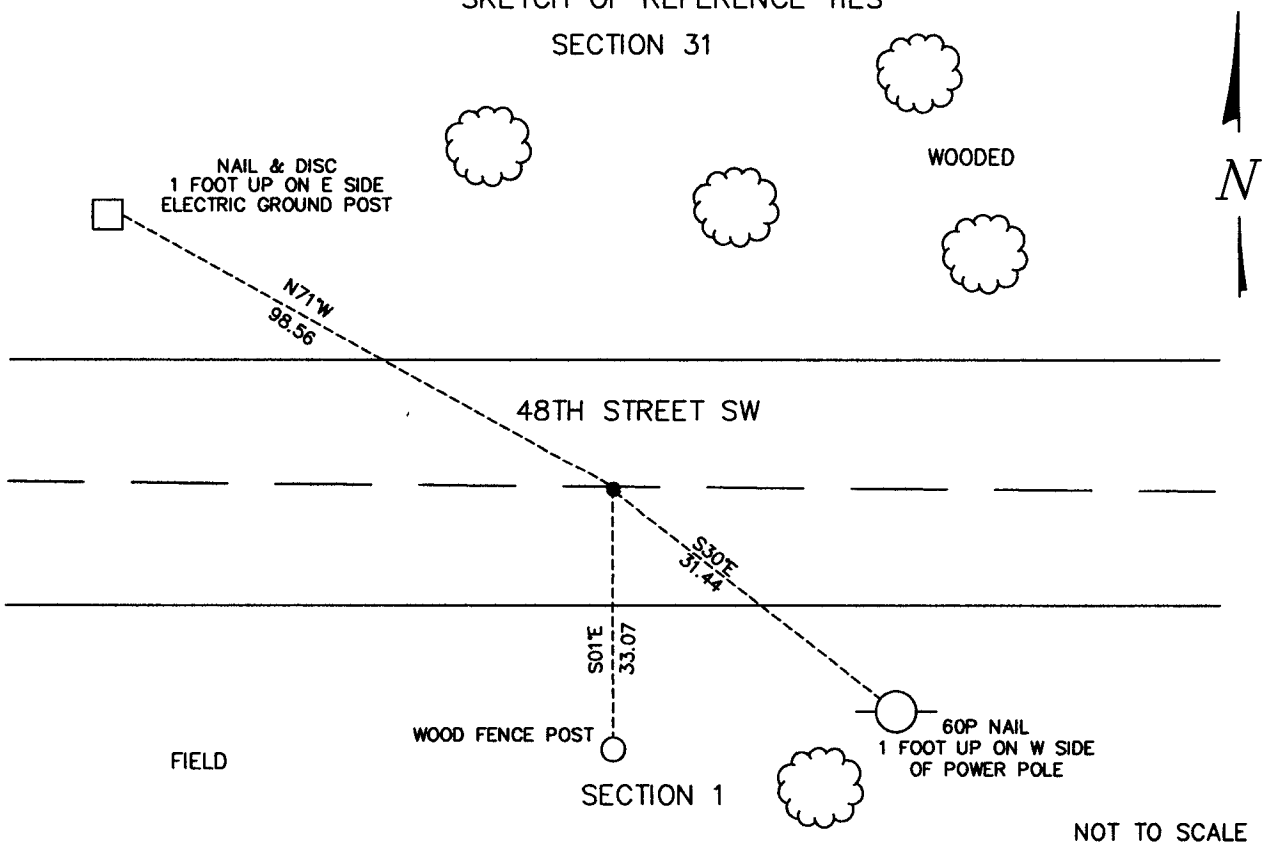 SKETCH OF REFERENCE TIES
SECTION 31
WOODED
N
NAIL & DISC
1 FOOT UP ON E SIDE
ELECTRIC GROUND POST
N71°W
98.56
48TH STREET SW
S30°E
31.44
S01°E
33.07
WOOD FENCE POST
60P NAIL
1 FOOT UP ON W SIDE
OF POWER POLE
FIELD
SECTION 1
NOT TO SCALE